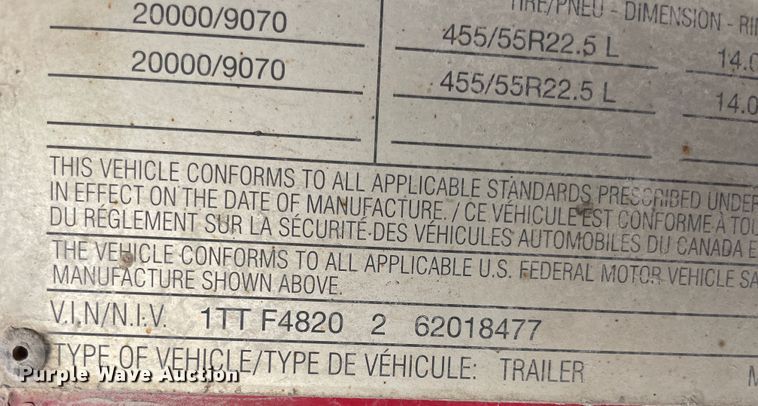 TIRE/PNEU - DIMENSION - RI
20000/9070 455/55R22.5 L 14.0
20000/9070 455/55R22.5 L 14.0
THIS VEHICLE CONFORMS TO ALL APPLICABLE STANDARDS PRESCRIBED UNDER
IN EFFECT ON THE DATE OF MANUFACTURE. / CE VÉHICULE EST CONFORME À TOU
DU RÉGLEMENT SUR LA SÉCURITÉ DES VÉHICULES AUTOMOBILES DU CANADA E
THE VEHICLE CONFORMS TO ALL APPLICABLE U.S. FEDERAL MOTOR VEHICLE SA
MANUFACTURE SHOWN ABOVE.
V.I.N/N.I.V. 1TT F4820 2 62018477
TYPE OF VEHICLE/TYPE DE VÉHICULE: TRAILER M
Purple Wave Auction